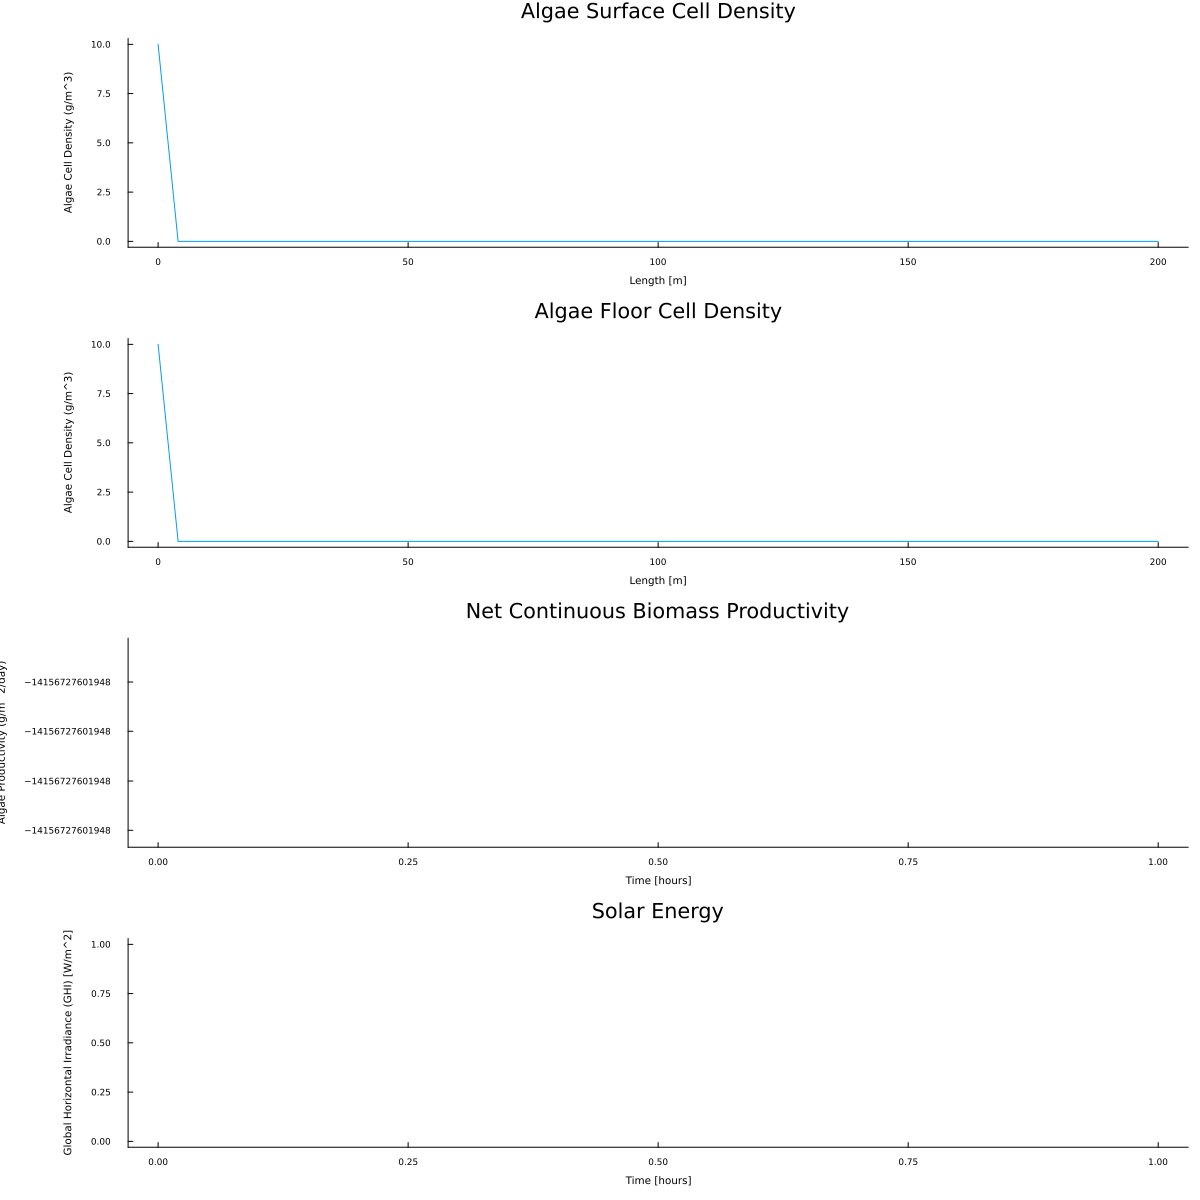 Algae Surface Cell Density
Algae Cell Density (g/m^3)
10.0
7.5
5.0
2.5
0.0
0 50 100 150 200
Length [m]
Algae Floor Cell Density
Algae Cell Density (g/m^3)
10.0
7.5
5.0
2.5
0.0
0 50 100 150 200
Length [m]
Net Continuous Biomass Productivity
Algae Productivity (g/m^2/day)
−14156727601948
−14156727601948
−14156727601948
−14156727601948
0.00 0.25 0.50 0.75 1.00
Time [hours]
Solar Energy
Global Horizontal Irradiance (GHI) [W/m^2]
1.00
0.75
0.50
0.25
0.00
0.00 0.25 0.50 0.75 1.00
Time [hours]